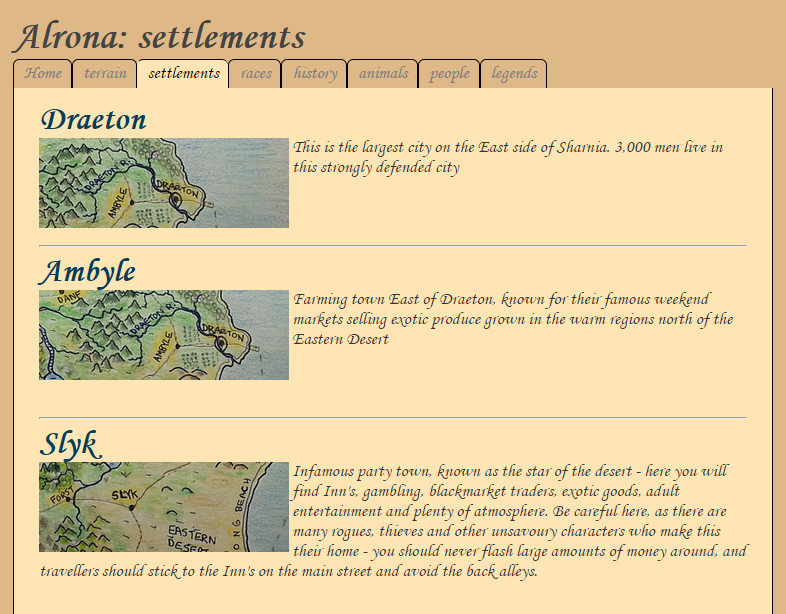 Alrona: settlements
Home terrain settlements races history animals people legends
Draeton
DRAETON R.
AMBYLE
DRAETON
This is the largest city on the East side of Sharnia. 3,000 men live in
this strongly defended city
Ambyle
DANE
DRAETON R.
AMBYLE
DRAETON
Farming town East of Draeton, known for their famous weekend
markets selling exotic produce grown in the warm regions north of the
Eastern Desert
Slyk
SLYK
EASTERN
DESERT
ONG BEACH
Infamous party town, known as the star of the desert - here you will
find Inn's, gambling, blackmarket traders, exotic goods, adult
entertainment and plenty of atmosphere. Be careful here, as there are
many rogues, thieves and other unsavoury characters who make this
their home - you should never flash large amounts of money around, and
travellers should stick to the Inn's on the main street and avoid the back alleys.